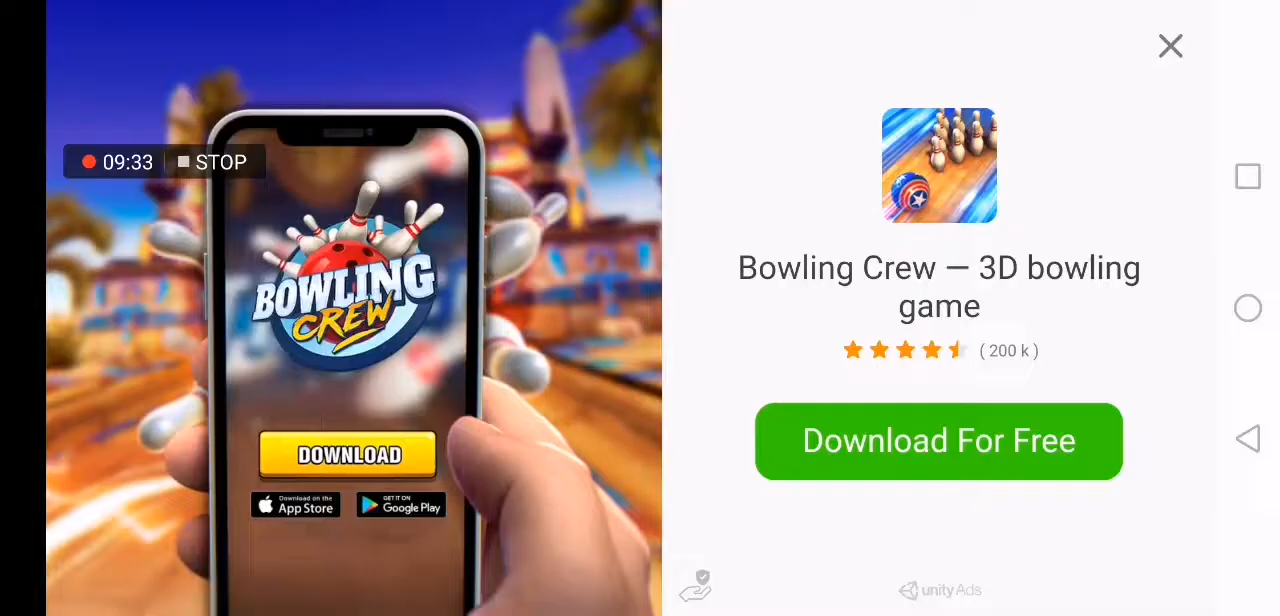 09:33 STOP
BOWLING
CREW
DOWNLOAD
Download on the
App Store
GET IT ON
Google Play
Bowling Crew — 3D bowling
game
( 200 k )
Download For Free
unity Ads